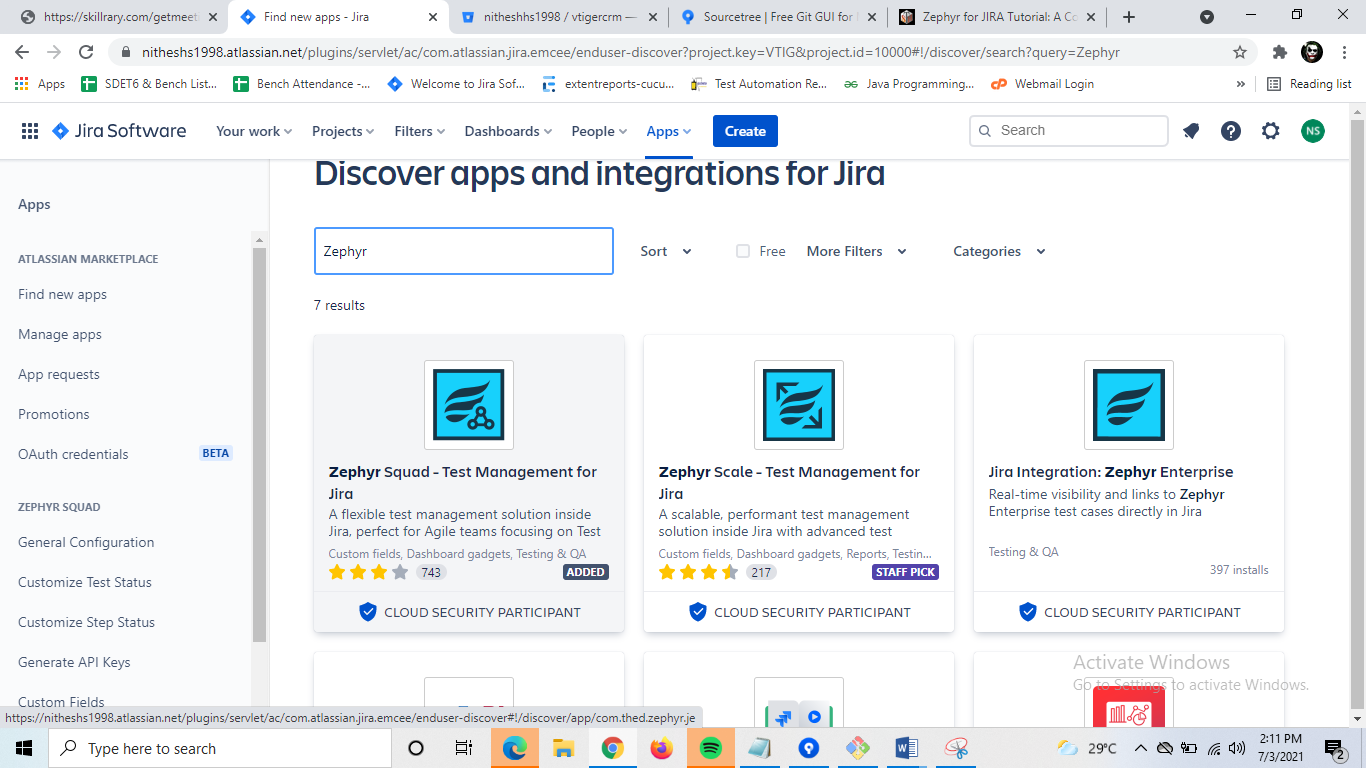 https://skillrary.com/getmeet
Find new apps - Jira
nitheshhs1998 / vtigercrm —
Sourcetree | Free Git GUI for
Zephyr for JIRA Tutorial: A Co
nitheshs1998.atlassian.net/plugins/servlet/ac/com.atlassian.jira.emcee/enduser-discover?project.key=VTIG&project.id=10000#!/discover/search?query=Zephyr
Apps
SDET6 & Bench List...
Bench Attendance -...
Welcome to Jira Sof...
extentreports-cucu...
Test Automation Re...
Java Programming...
Webmail Login
»
Reading list
Jira Software
Your work
Projects
Filters
Dashboards
People
Apps
Create
Search
NS
Discover apps and integrations for Jira
Apps
ATLASSIAN MARKETPLACE
Find new apps
Manage apps
App requests
Promotions
OAuth credentials
BETA
ZEPHYR SQUAD
General Configuration
Customize Test Status
Customize Step Status
Generate API Keys
Custom Fields
Zephyr
Sort
Free
More Filters
Categories
7 results
Zephyr Squad - Test Management for
Jira
A flexible test management solution inside
Jira, perfect for Agile teams focusing on Test
Custom fields, Dashboard gadgets, Testing & QA
743
ADDED
CLOUD SECURITY PARTICIPANT
Zephyr Scale - Test Management for
Jira
A scalable, performant test management
solution inside Jira with advanced test
Custom fields, Dashboard gadgets, Reports, Testin...
217
STAFF PICK
CLOUD SECURITY PARTICIPANT
Jira Integration: Zephyr Enterprise
Real-time visibility and links to Zephyr
Enterprise test cases directly in Jira
Testing & QA
397 installs
CLOUD SECURITY PARTICIPANT
Activate Windows
Go to Settings to activate Windows.
https://nitheshs1998.atlassian.net/plugins/servlet/ac/com.atlassian.jira.emcee/enduser-discover#!/discover/app/com.thed.zephyr.je
Type here to search
29°C
2:11 PM
7/3/2021
2